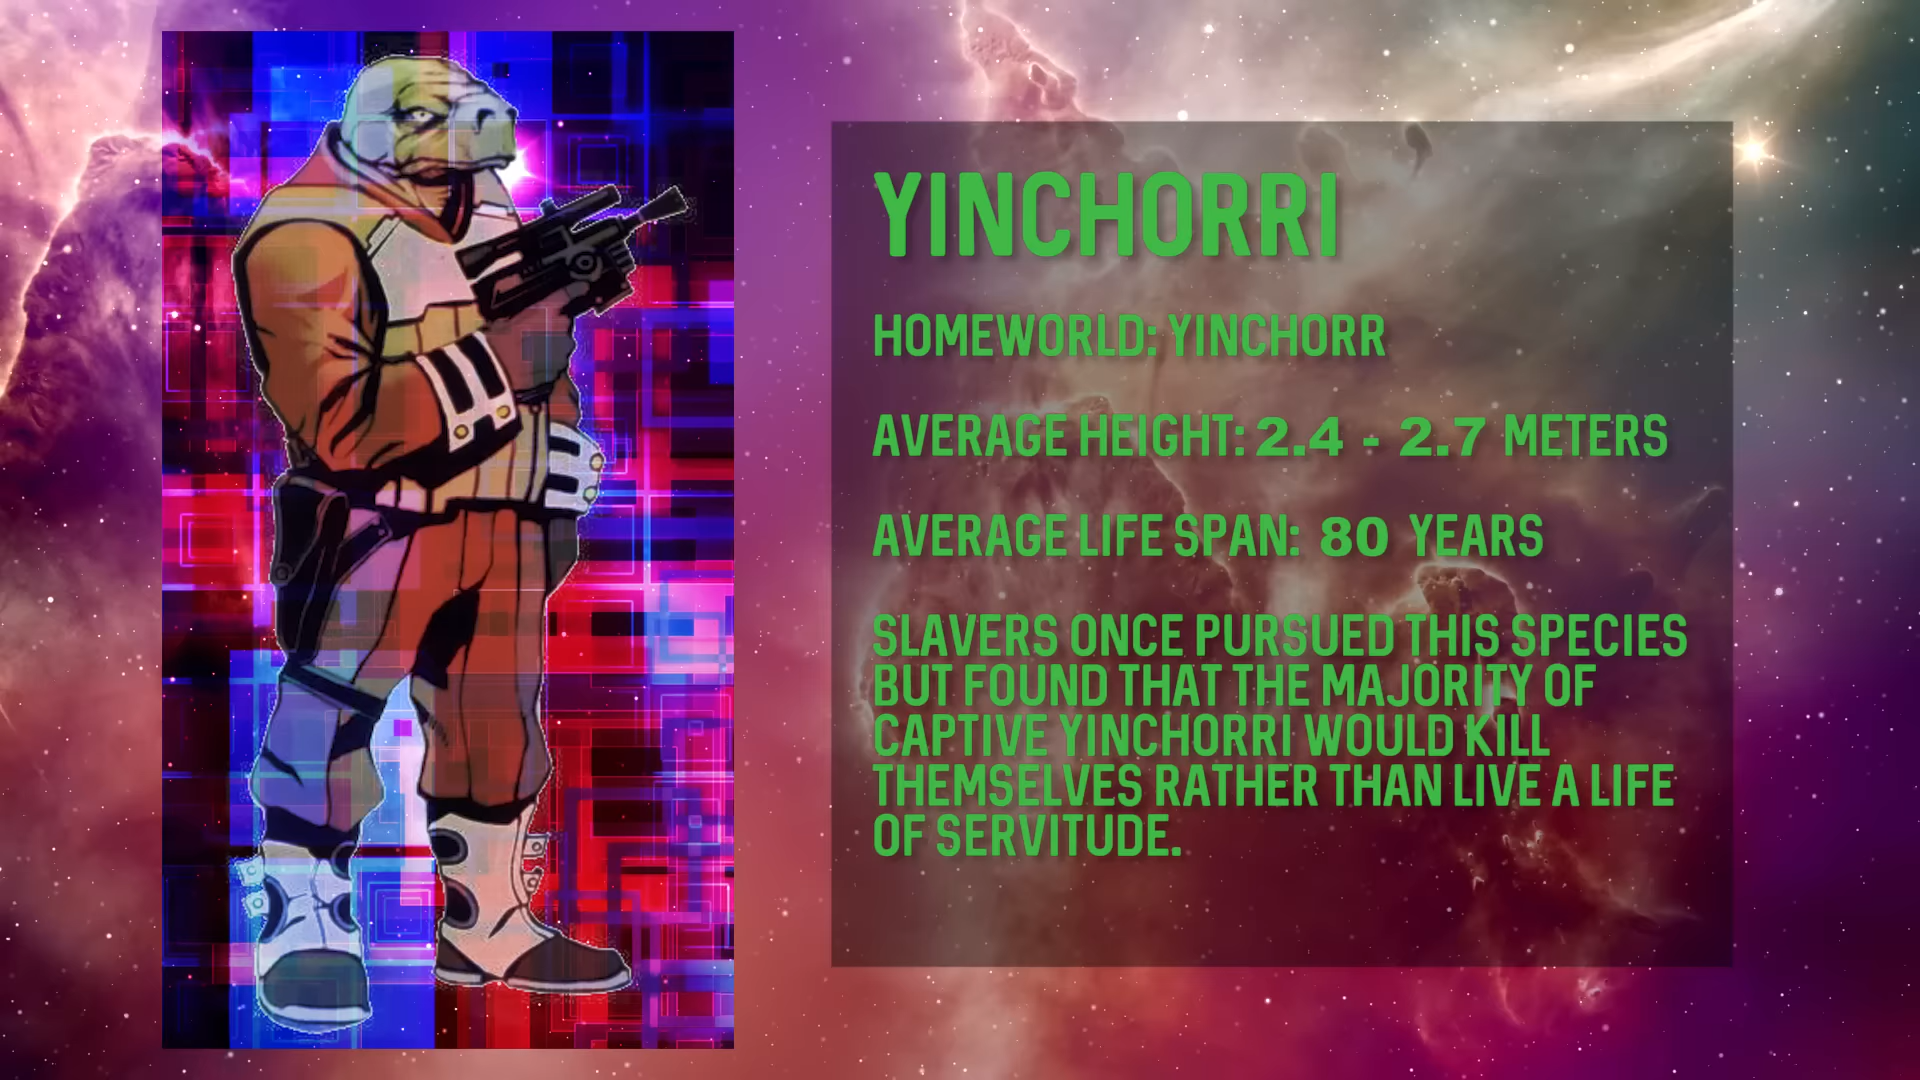 YINCHORRI
HOMEWORLD: YINCHORR
AVERAGE HEIGHT: 2.4 - 2.7 METERS
AVERAGE LIFE SPAN: 80 YEARS
SLAVERS ONCE PURSUED THIS SPECIES
BUT FOUND THAT THE MAJORITY OF
CAPTIVE YINCHORRI WOULD KILL
THEMSELVES RATHER THAN LIVE A LIFE
OF SERVITUDE.